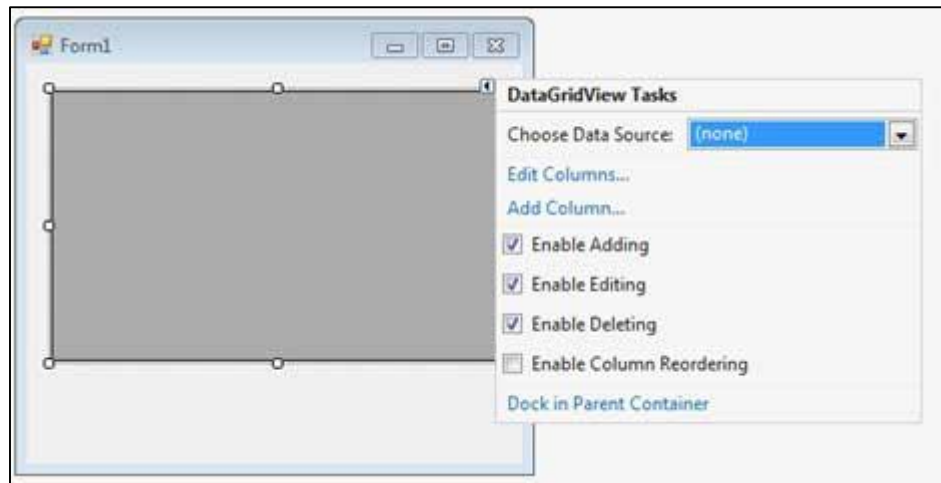 Form1
DataGridView Tasks
Choose Data Source: (none)
Edit Columns...
Add Column...
Enable Adding
Enable Editing
Enable Deleting
Enable Column Reordering
Dock in Parent Container